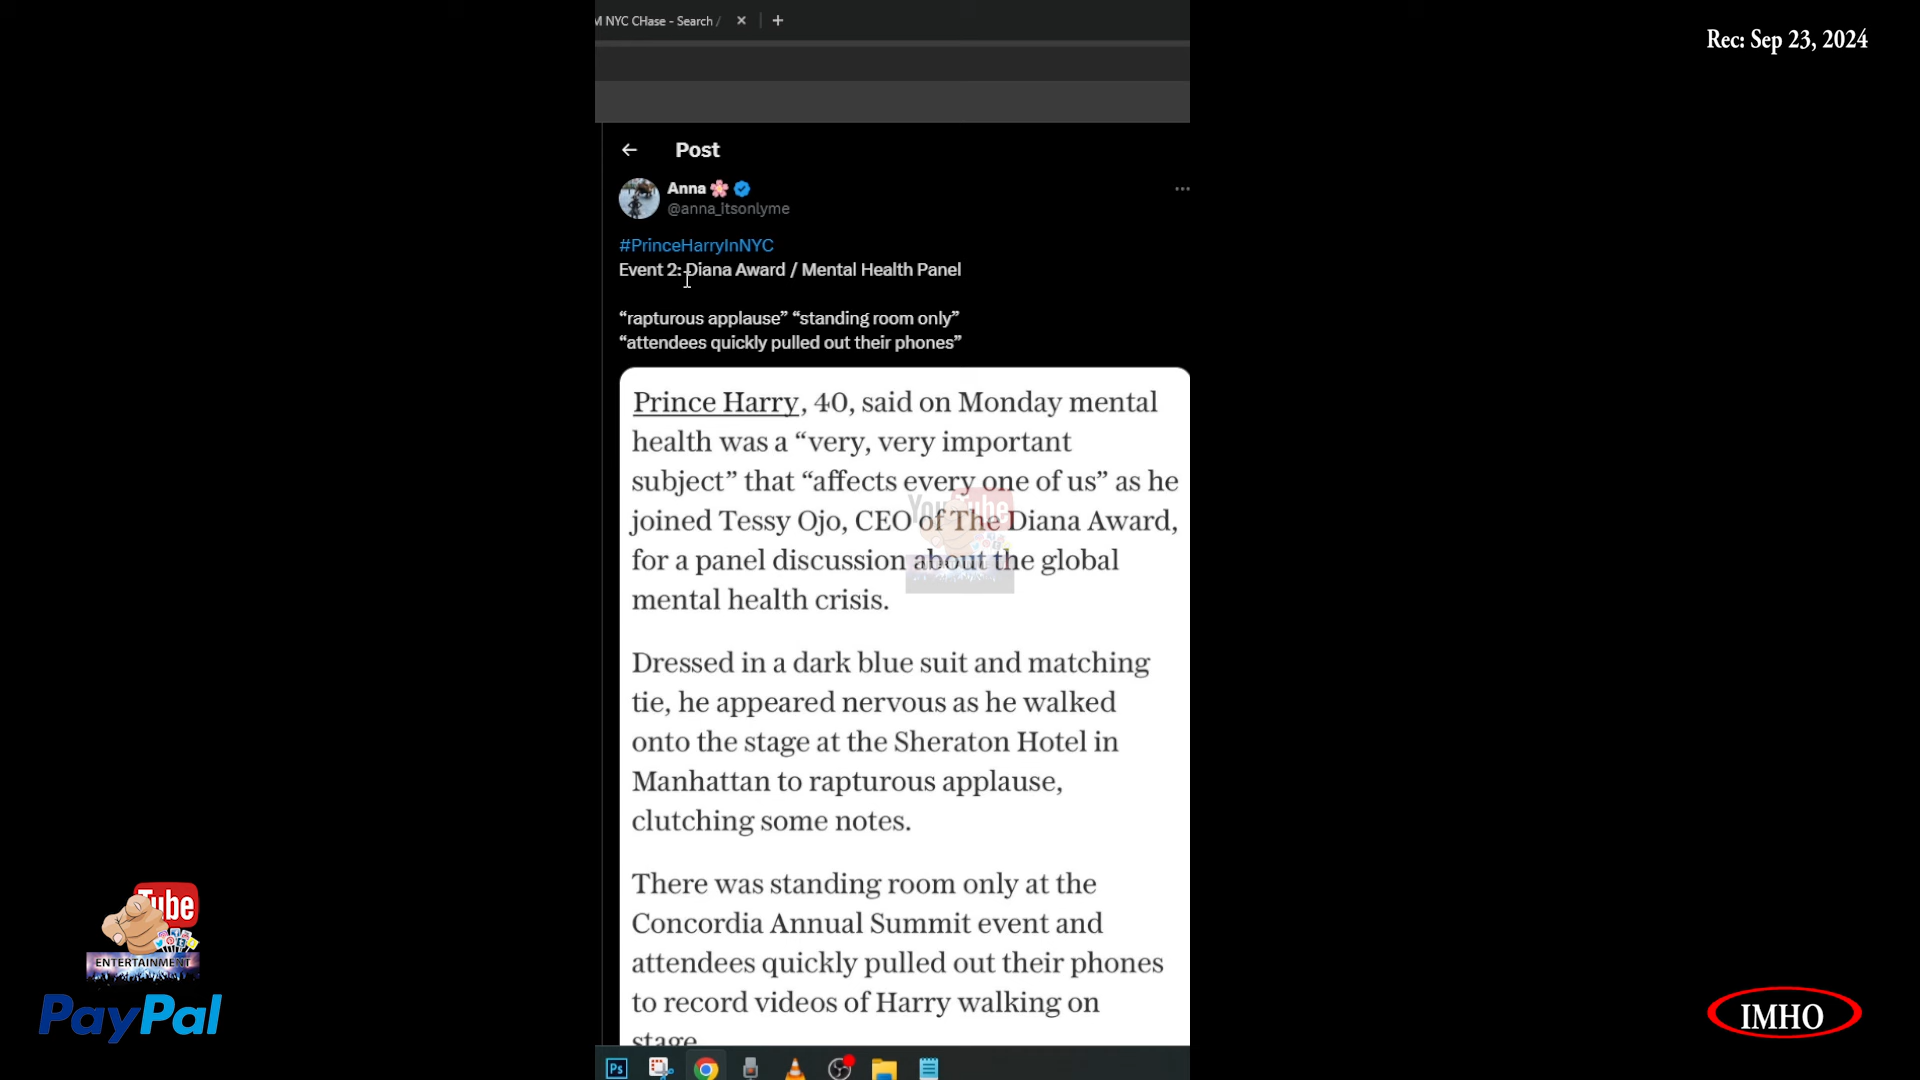 M NYC CHase - Search /
Rec: Sep 23, 2024
Post
Anna
@anna_itsonlyme
#PrinceHarryInNYC
Event 2: Diana Award / Mental Health Panel
“rapturous applause” “standing room only”
“attendees quickly pulled out their phones”
Prince Harry, 40, said on Monday mental
health was a “very, very important
subject” that “affects every one of us” as he
joined Tessy Ojo, CEO of The Diana Award,
for a panel discussion about the global
mental health crisis.
Dressed in a dark blue suit and matching
tie, he appeared nervous as he walked
onto the stage at the Sheraton Hotel in
Manhattan to rapturous applause,
clutching some notes.
There was standing room only at the
Concordia Annual Summit event and
attendees quickly pulled out their phones
to record videos of Harry walking on
stage
YouTube
Tube
ENTERTAINMENT
PayPal
IMHO
Ps